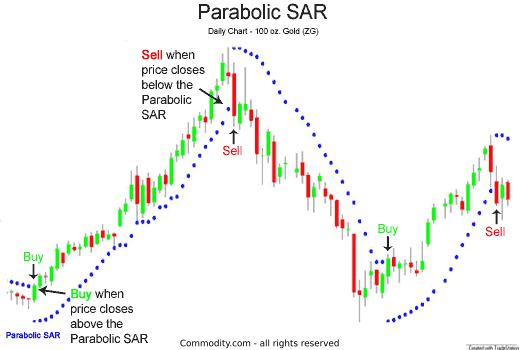 Parabolic SAR
Daily Chart - 100 oz. Gold (ZG)
Sell when
price closes
below the
Parabolic
SAR
Sell
Buy
Buy
Sell
Buy when
price closes
above the
Parabolic SAR
Parabolic SAR
Commodity.com - all rights reserved
Created with TradeStation